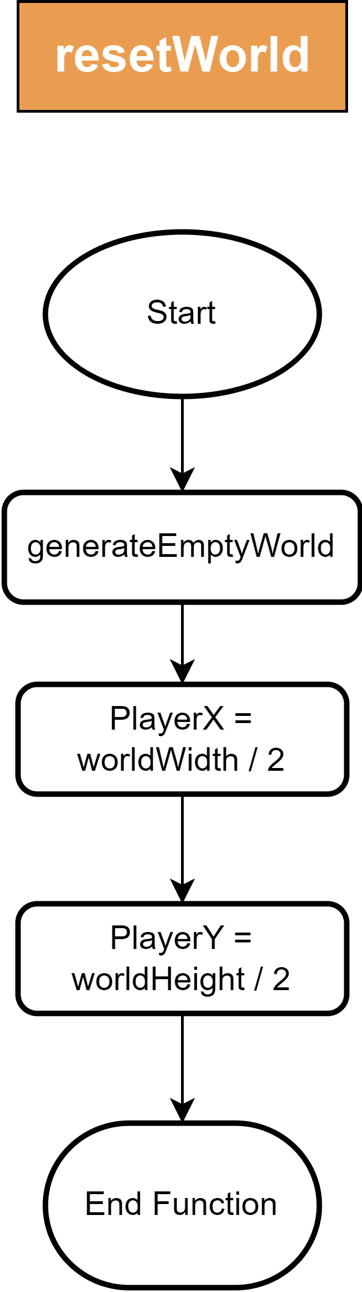 resetWorld
Start
generateEmptyWorld
PlayerX =
worldWidth / 2
PlayerY =
worldHeight / 2
End Function